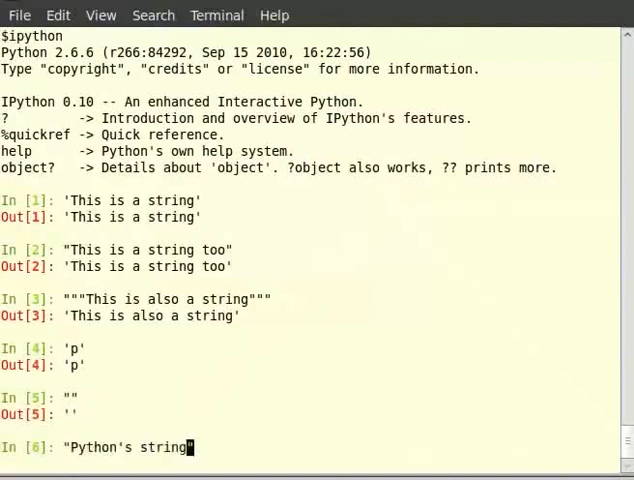 File Edit View Search Terminal Help
$ipython
Python 2.6.6 (r266:84292, Sep 15 2010, 16:22:56)
Type "copyright", "credits" or "license" for more information.
IPython 0.10 -- An enhanced Interactive Python.
?         -> Introduction and overview of IPython's features.
%quickref -> Quick reference.
help      -> Python's own help system.
object?   -> Details about 'object'. ?object also works, ?? prints more.
In [1]: 'This is a string'
Out[1]: 'This is a string'
In [2]: "This is a string too"
Out[2]: 'This is a string too'
In [3]: """This is also a string"""
Out[3]: 'This is also a string'
In [4]: 'p'
Out[4]: 'p'
In [5]: ""
Out[5]: ''
In [6]: "Python's string"